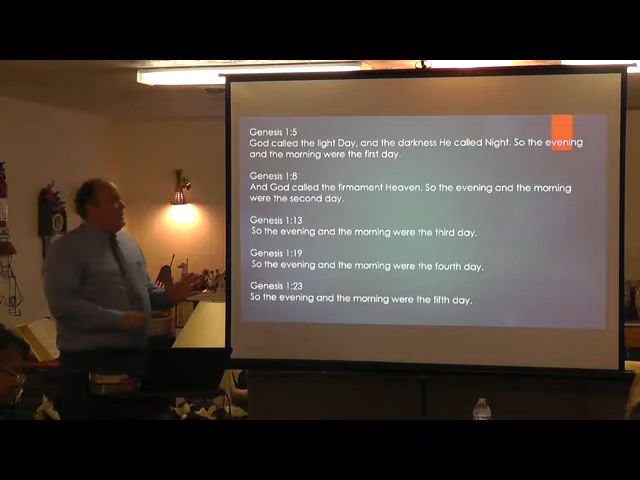 Genesis 1:5
God called the light Day, and the darkness He called Night. So the evening
and the morning were the first day.
Genesis 1:8
And God called the firmament Heaven. So the evening and the morning
were the second day.
Genesis 1:13
So the evening and the morning were the third day.
Genesis 1:19
So the evening and the morning were the fourth day.
Genesis 1:23
So the evening and the morning were the fifth day.